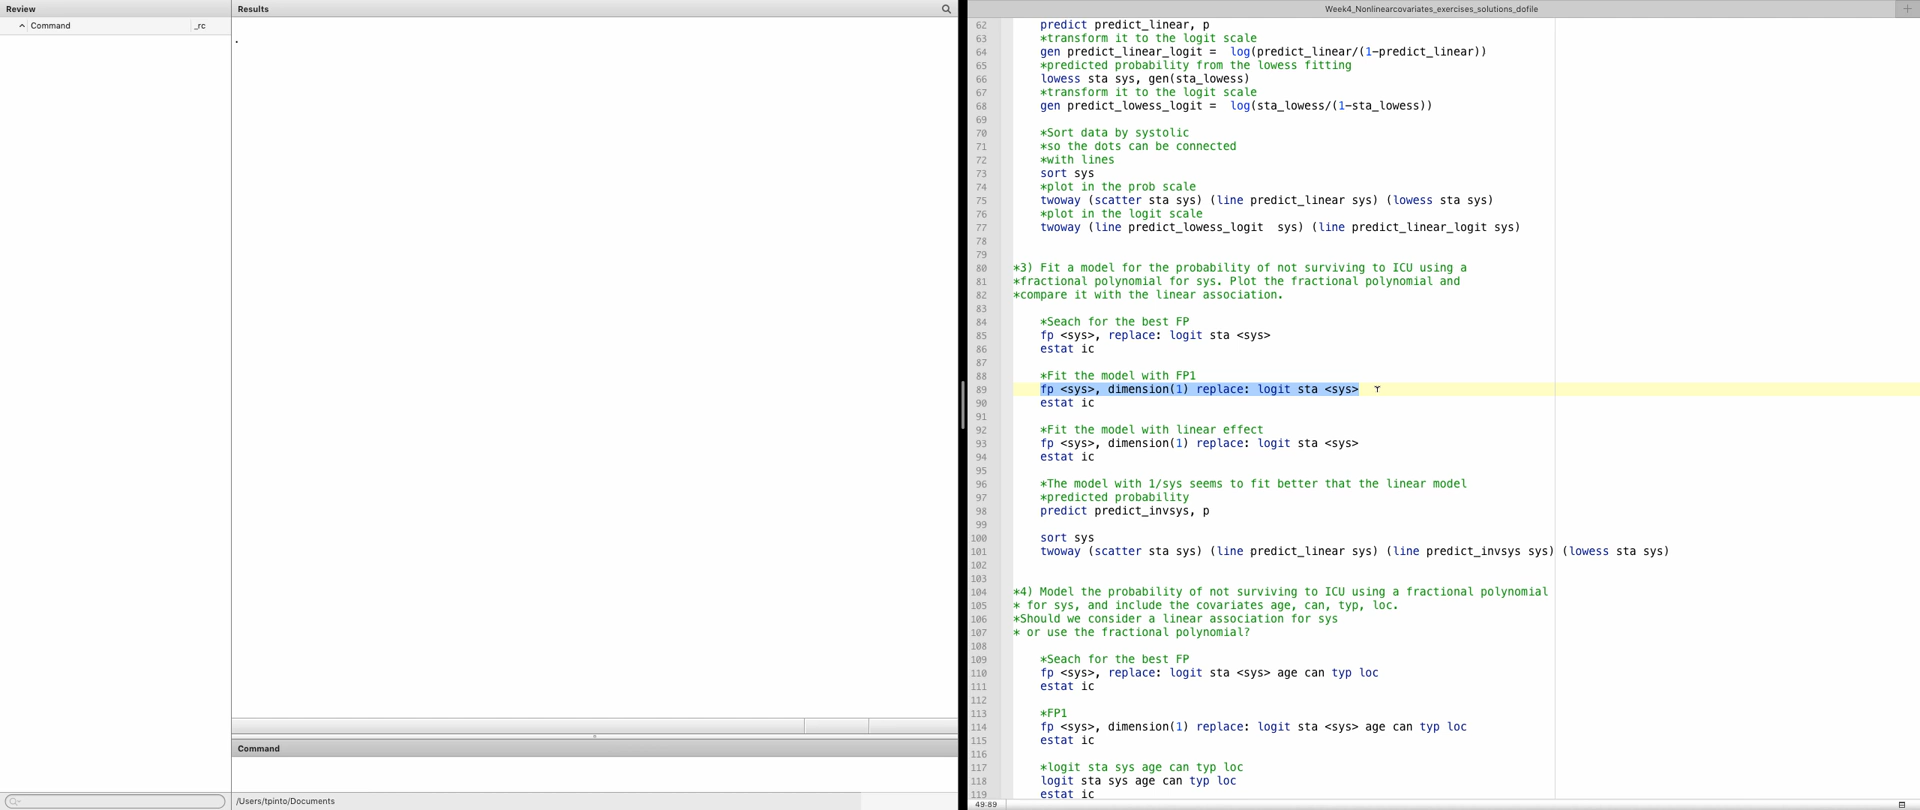 Review
Command
_rc
Results
.
Command
/Users/tpinto/Documents
Week4_Nonlinearcovariates_exercises_solutions_dofile
+
62 predict predict_linear, p
63 *transform it to the logit scale
64 gen predict_linear_logit =  log(predict_linear/(1-predict_linear))
65 *predicted probability from the lowess fitting
66 lowess sta sys, gen(sta_lowess)
67 *transform it to the logit scale
68 gen predict_lowess_logit =  log(sta_lowess/(1-sta_lowess))
69
70 *Sort data by systolic
71 *so the dots can be connected
72 *with lines
73 sort sys
74 *plot in the prob scale
75 twoway (scatter sta sys) (line predict_linear sys) (lowess sta sys)
76 *plot in the logit scale
77 twoway (line predict_lowess_logit  sys) (line predict_linear_logit sys)
78
79
80 *3) Fit a model for the probability of not surviving to ICU using a
81 *fractional polynomial for sys. Plot the fractional polynomial and
82 *compare it with the linear association.
83
84 *Seach for the best FP
85 fp <sys>, replace: logit sta <sys>
86 estat ic
87
88 *Fit the model with FP1
89 fp <sys>, dimension(1) replace: logit sta <sys>
90 estat ic
91
92 *Fit the model with linear effect
93 fp <sys>, dimension(1) replace: logit sta <sys>
94 estat ic
95
96 *The model with 1/sys seems to fit better that the linear model
97 *predicted probability
98 predict predict_invsys, p
99
100 sort sys
101 twoway (scatter sta sys) (line predict_linear sys) (line predict_invsys sys) (lowess sta sys)
102
103
104 *4) Model the probability of not surviving to ICU using a fractional polynomial
105 * for sys, and include the covariates age, can, typ, loc.
106 *Should we consider a linear association for sys
107 * or use the fractional polynomial?
108
109 *Seach for the best FP
110 fp <sys>, replace: logit sta <sys> age can typ loc
111 estat ic
112
113 *FP1
114 fp <sys>, dimension(1) replace: logit sta <sys> age can typ loc
115 estat ic
116
117 *logit sta sys age can typ loc
118 logit sta sys age can typ loc
119 estat ic
49:89